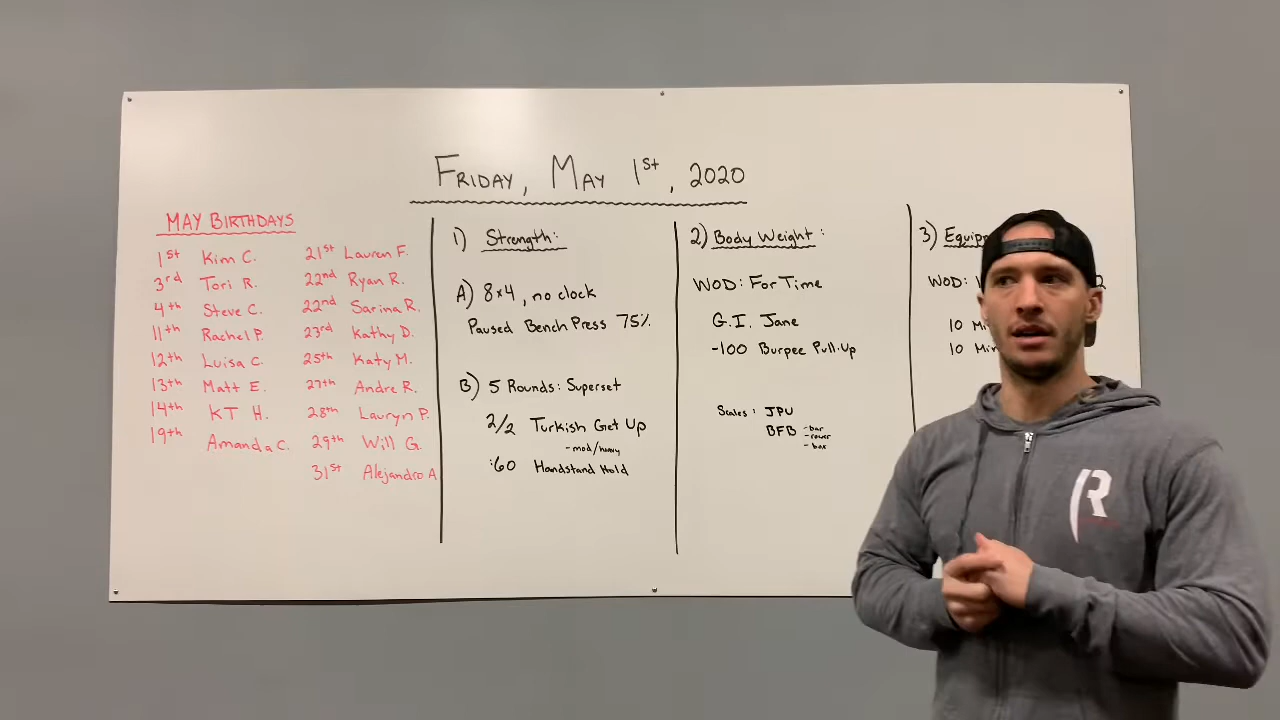 FRIDAY, MAY 1st, 2020
MAY BIRTHDAYS
1st Kim C.
3rd Tori R.
4th Steve C.
11th Rachel P.
12th Luisa C.
13th Matt E.
14th KT H.
19th Amanda C.
21st Lauren F.
22nd Ryan R.
22nd Sarina R.
23rd Kathy D.
25th Katy M.
27th Andre R.
28th Lauryn P.
29th Will G.
31st Alejandro A
1) Strength:
A) 8x4, no clock
Paused Bench Press 75%
B) 5 Rounds: Superset
2/2 Turkish Get Up
- mod/heavy
:60 Handstand Hold
2) Body Weight:
WOD: For Time
G.I. Jane
-100 Burpee Pull-Up
Scales: JPU
BFB - bar
- rower
- box
3)
WOD:
10
10
R